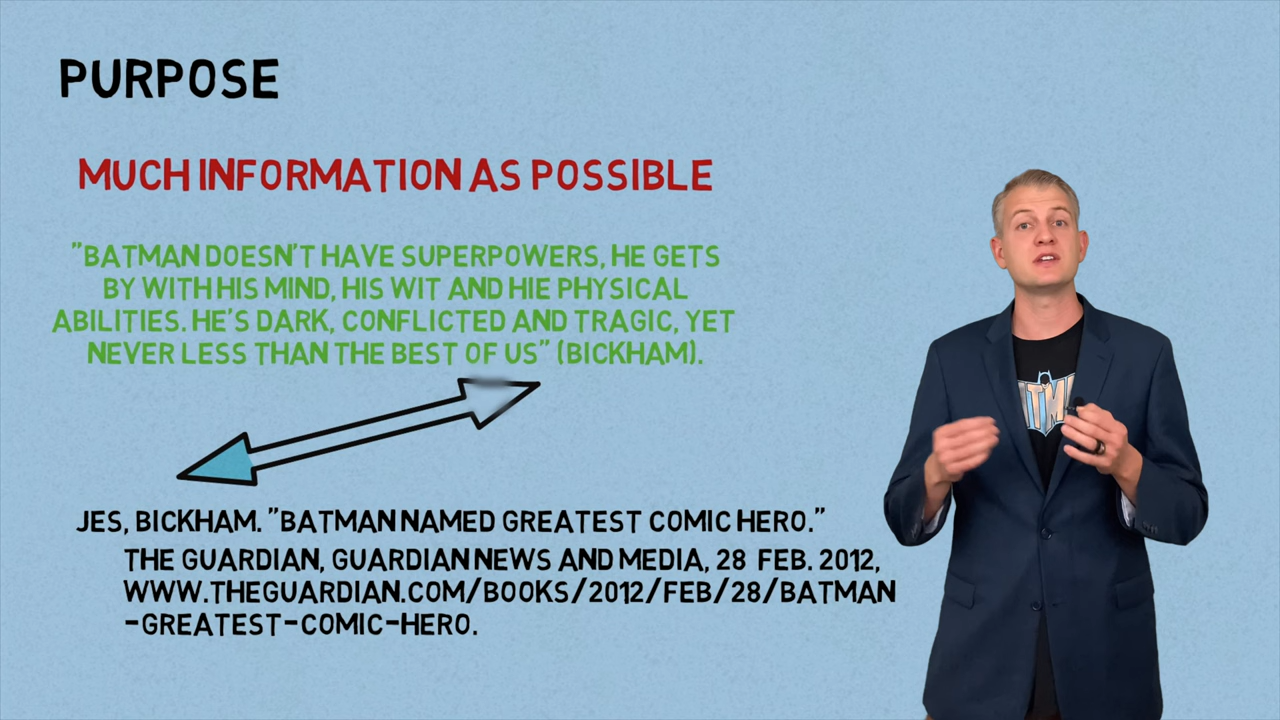 PURPOSE
MUCH INFORMATION AS POSSIBLE
"BATMAN DOESN'T HAVE SUPERPOWERS, HE GETS
BY WITH HIS MIND, HIS WIT AND HIE PHYSICAL
ABILITIES. HE'S DARK, CONFLICTED AND TRAGIC, YET
NEVER LESS THAN THE BEST OF US" (BICKHAM).
JES, BICKHAM. "BATMAN NAMED GREATEST COMIC HERO."
THE GUARDIAN, GUARDIAN NEWS AND MEDIA, 28 FEB. 2012,
WWW.THEGUARDIAN.COM/BOOKS/2012/FEB/28/BATMAN
-GREATEST-COMIC-HERO.